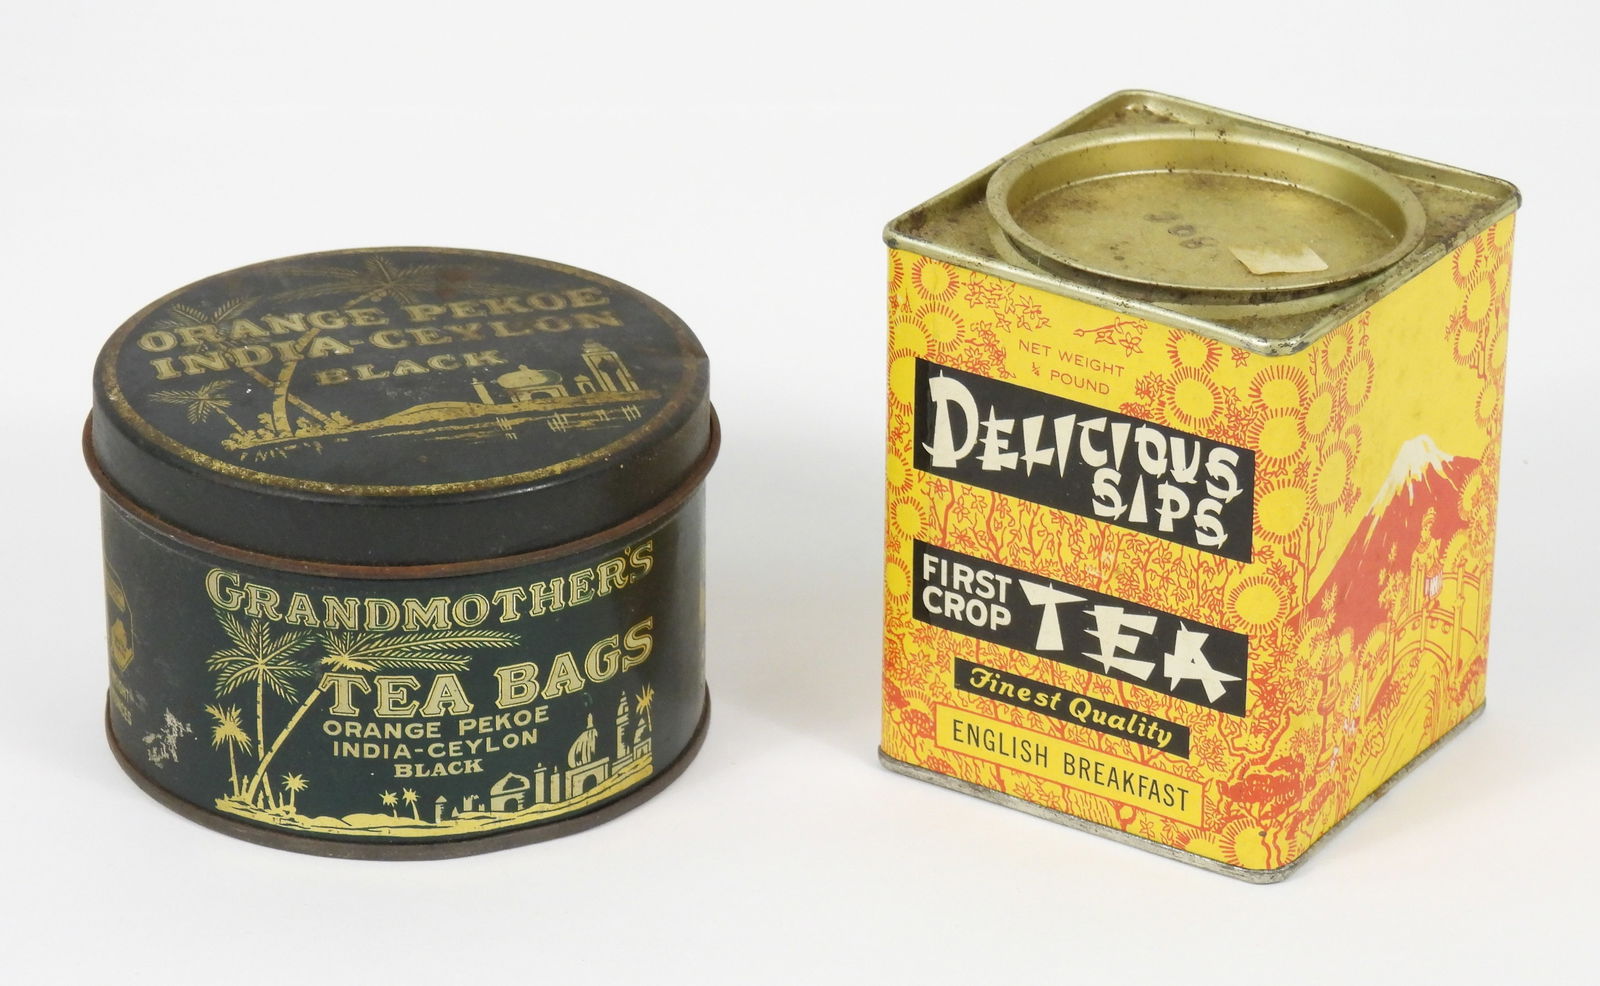 ORANGE PEKOE
INDIA-CEYLON
BLACK
GRANDMOTHER'S
TEA BAGS
ORANGE PEKOE
INDIA-CEYLON
BLACK
NET WEIGHT
¼ POUND
DELICIOUS
SIPS
FIRST
CROP
TEA
Finest Quality
ENGLISH BREAKFAST